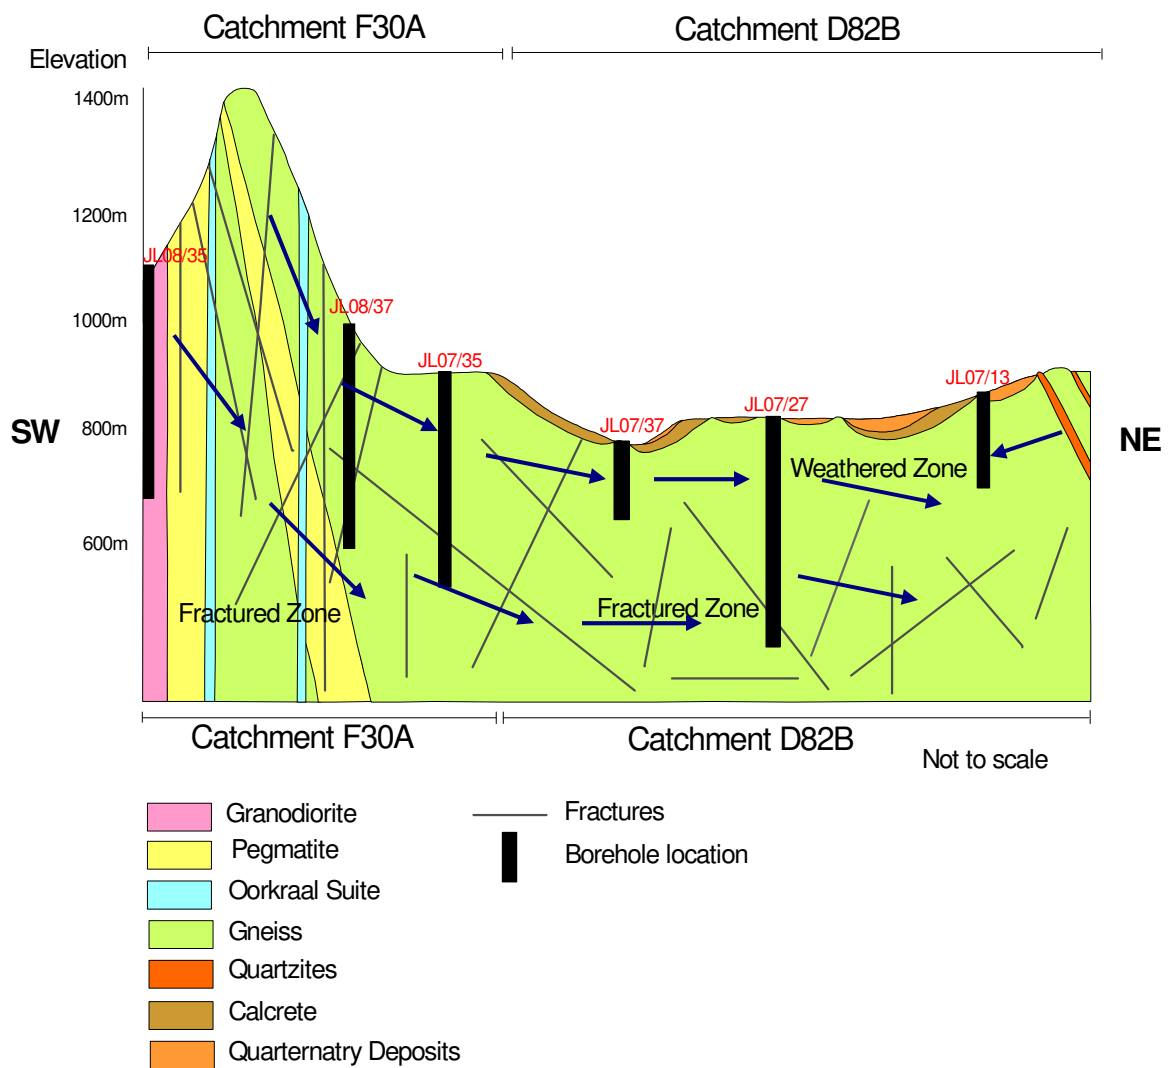 Catchment F30A
Catchment D82B
Elevation
1400m
1200m
JL08/35
JL08/37
1000m
JL07/35
JL07/13
JL07/27
JL07/37
800m
SW
NE
Weathered Zone
600m
Fractured Zone
Fractured Zone
Catchment F30A
Catchment D82B
Not to scale
Granodiorite
Fractures
Pegmatite
Borehole location
Oorkraal Suite
Gneiss
Quartzites
Calcrete
Quarternatry Deposits